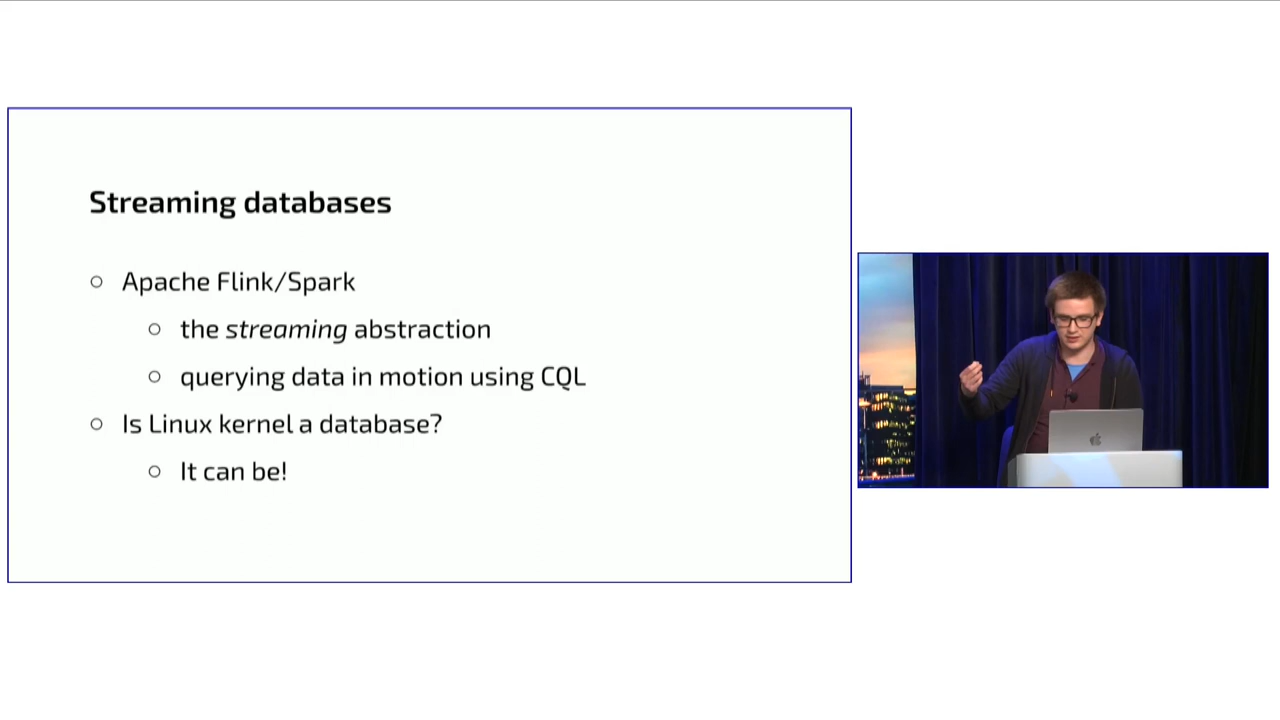 Streaming databases
Apache Flink/Spark
the streaming abstraction
querying data in motion using CQL
Is Linux kernel a database?
It can be!